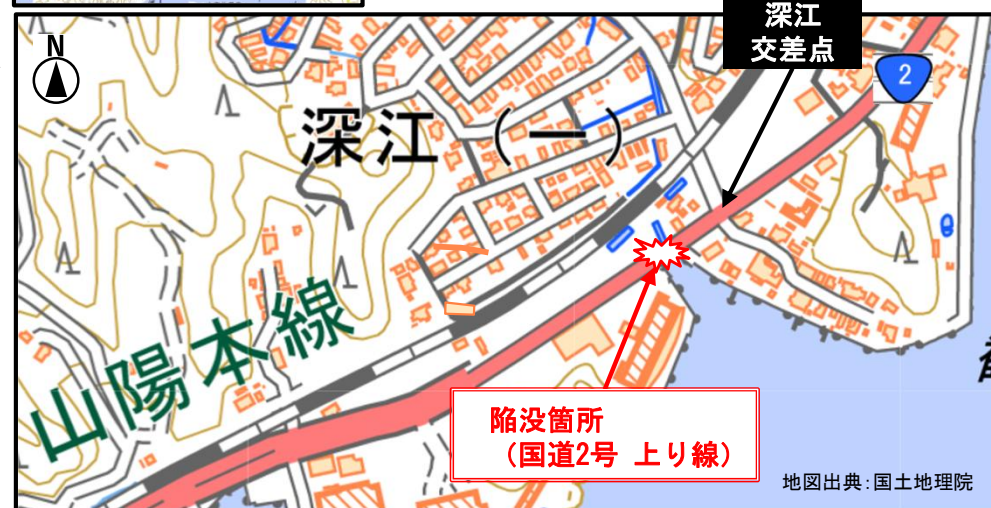 深江
交差点
N
2
深江（一）
山陽本線
陥没箇所
（国道2号 上り線）
地図出典：国土地理院